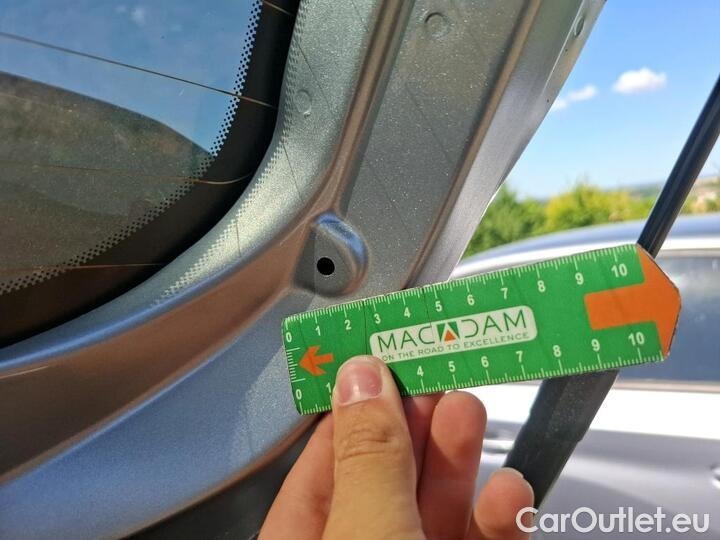 0 1 2 3 4 5 6 7 8 9 10
MACADAM
ON THE ROAD TO EXCELLENCE
0 1 4 5 6 7 8 9 10
CarOutlet.eu